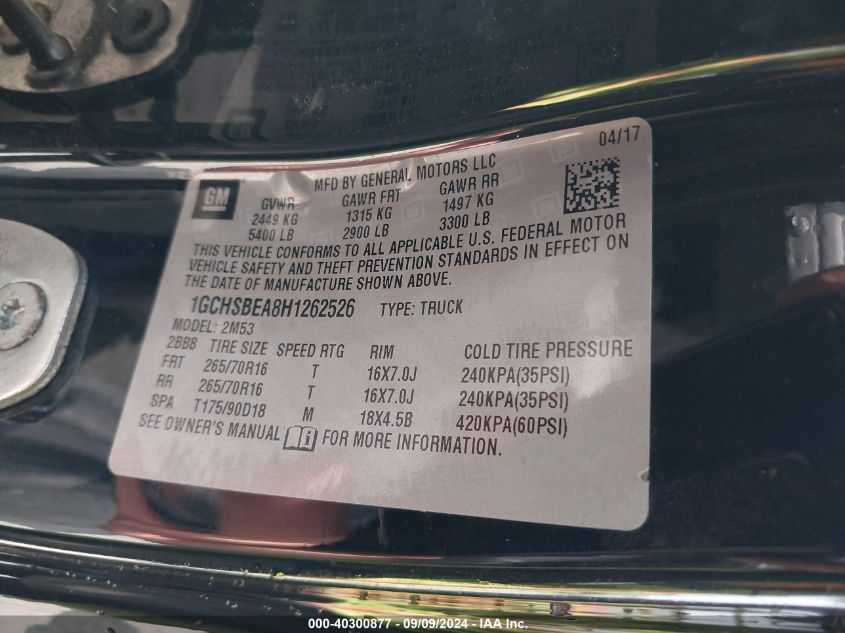 04/17
GM
MFD BY GENERAL MOTORS LLC
GVWR GAWR FRT GAWR RR
2449 KG 1315 KG 1497 KG
5400 LB 2900 LB 3300 LB
THIS VEHICLE CONFORMS TO ALL APPLICABLE U.S. FEDERAL MOTOR
VEHICLE SAFETY AND THEFT PREVENTION STANDARDS IN EFFECT ON
THE DATE OF MANUFACTURE SHOWN ABOVE.
1GCHSBEA8H1262526 TYPE: TRUCK
MODEL: 2M53
2BB8 TIRE SIZE SPEED RTG RIM COLD TIRE PRESSURE
FRT 265/70R16 T 16X7.0J 240KPA(35PSI)
RR 265/70R16 T 16X7.0J 240KPA(35PSI)
SPA T175/90D18 M 18X4.5B 420KPA(60PSI)
SEE OWNER'S MANUAL FOR MORE INFORMATION.
000-40300877 - 09/09/2024 - IAA Inc.